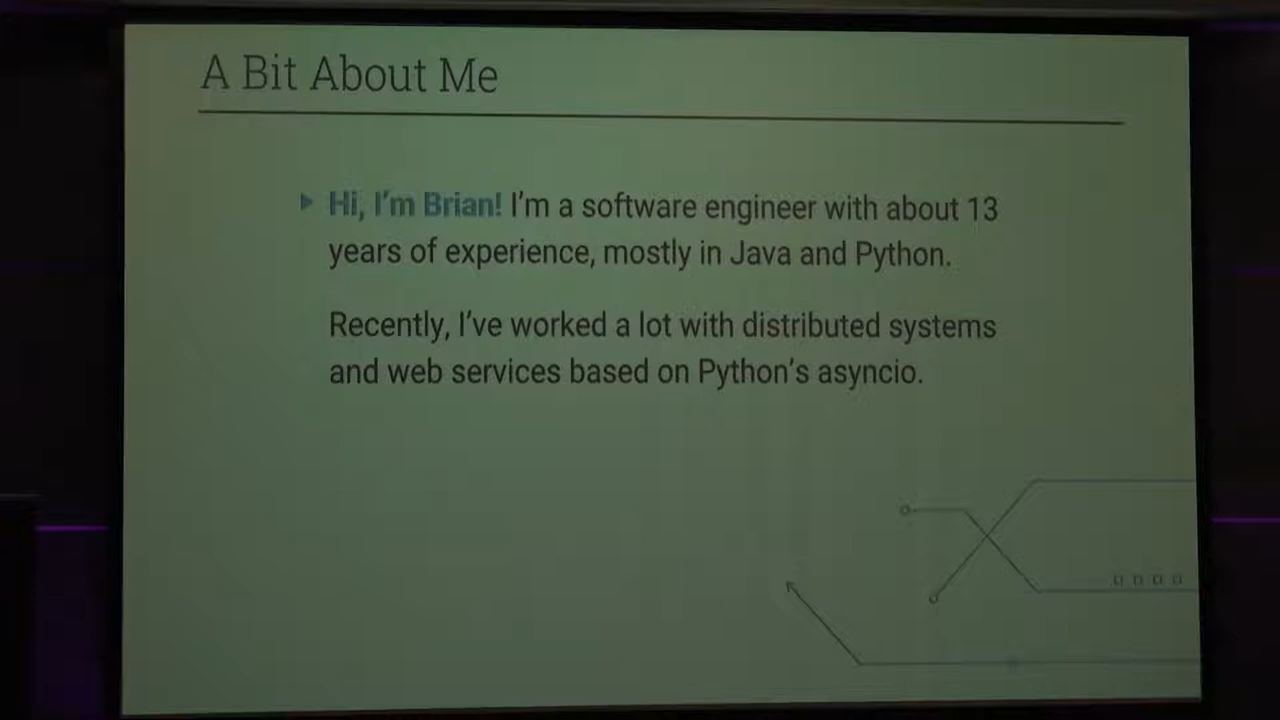 A Bit About Me
Hi, I'm Brian! I'm a software engineer with about 13
years of experience, mostly in Java and Python.
Recently, I've worked a lot with distributed systems
and web services based on Python's asyncio.